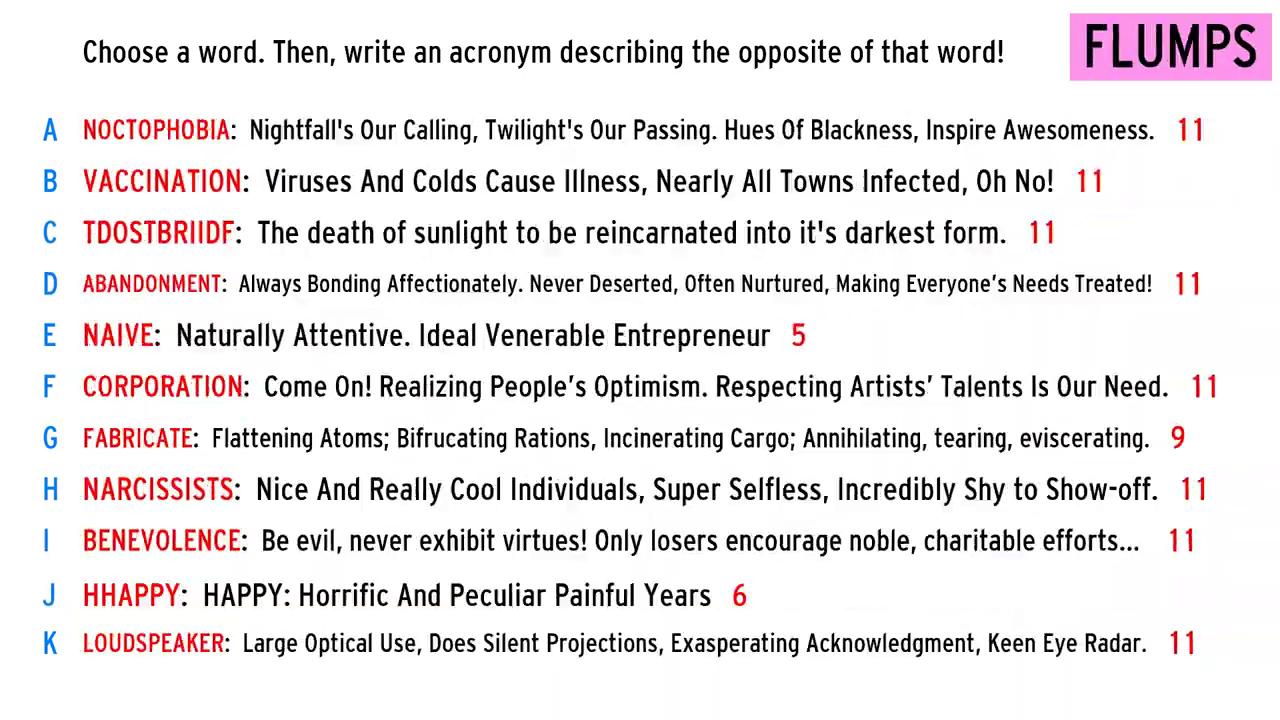 Choose a word. Then, write an acronym describing the opposite of that word!
FLUMPS
A NOCTOPHOBIA: Nightfall's Our Calling, Twilight's Our Passing. Hues Of Blackness, Inspire Awesomeness. 11
B VACCINATION: Viruses And Colds Cause Illness, Nearly All Towns Infected, Oh No! 11
C TDOSTBRIIDF: The death of sunlight to be reincarnated into it's darkest form. 11
D ABANDONMENT: Always Bonding Affectionately. Never Deserted, Often Nurtured, Making Everyone’s Needs Treated! 11
E NAIVE: Naturally Attentive. Ideal Venerable Entrepreneur 5
F CORPORATION: Come On! Realizing People’s Optimism. Respecting Artists’ Talents Is Our Need. 11
G FABRICATE: Flattening Atoms; Bifrucating Rations, Incinerating Cargo; Annihilating, tearing, eviscerating. 9
H NARCISSISTS: Nice And Really Cool Individuals, Super Selfless, Incredibly Shy to Show-off. 11
I BENEVOLENCE: Be evil, never exhibit virtues! Only losers encourage noble, charitable efforts... 11
J HHAPPY: HAPPY: Horrific And Peculiar Painful Years 6
K LOUDSPEAKER: Large Optical Use, Does Silent Projections, Exasperating Acknowledgment, Keen Eye Radar. 11